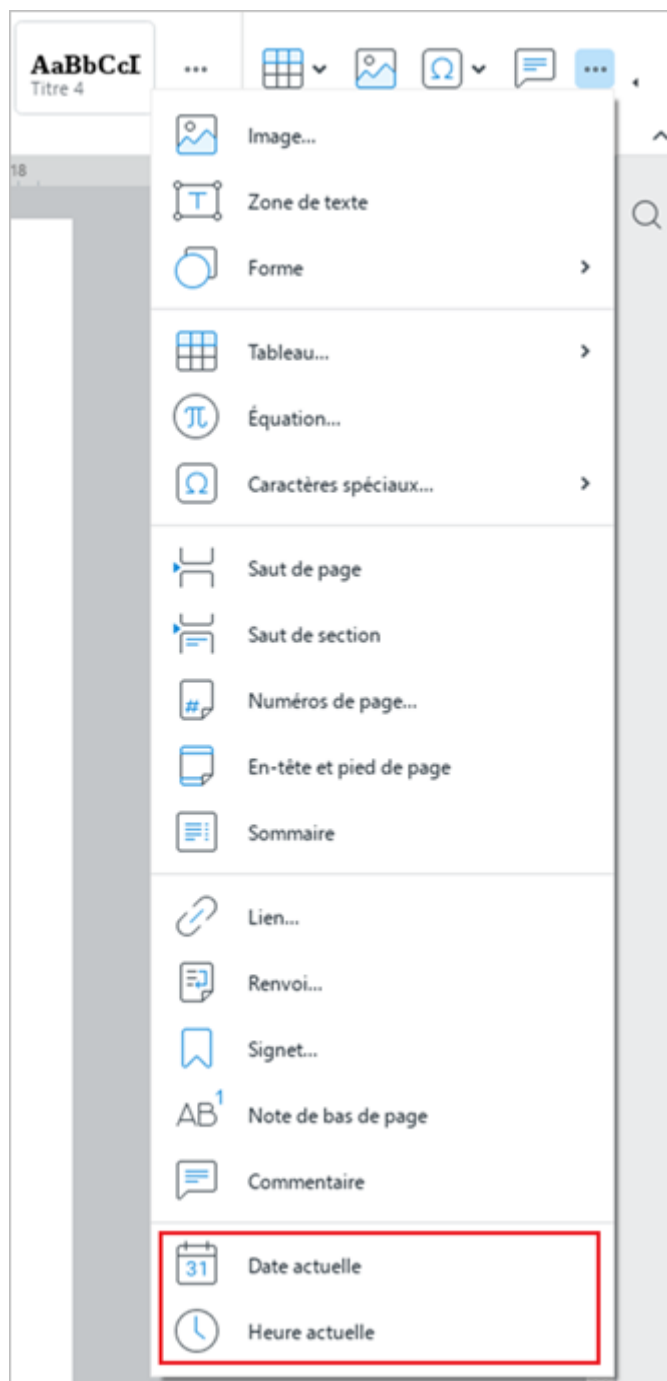 AaBbCcI
Titre 4
18
Image...
Zone de texte
Forme
Tableau...
Équation...
Caractères spéciaux...
Saut de page
Saut de section
Numéros de page...
En-tête et pied de page
Sommaire
Lien...
Renvoi...
Signet...
AB1 Note de bas de page
Commentaire
31 Date actuelle
Heure actuelle